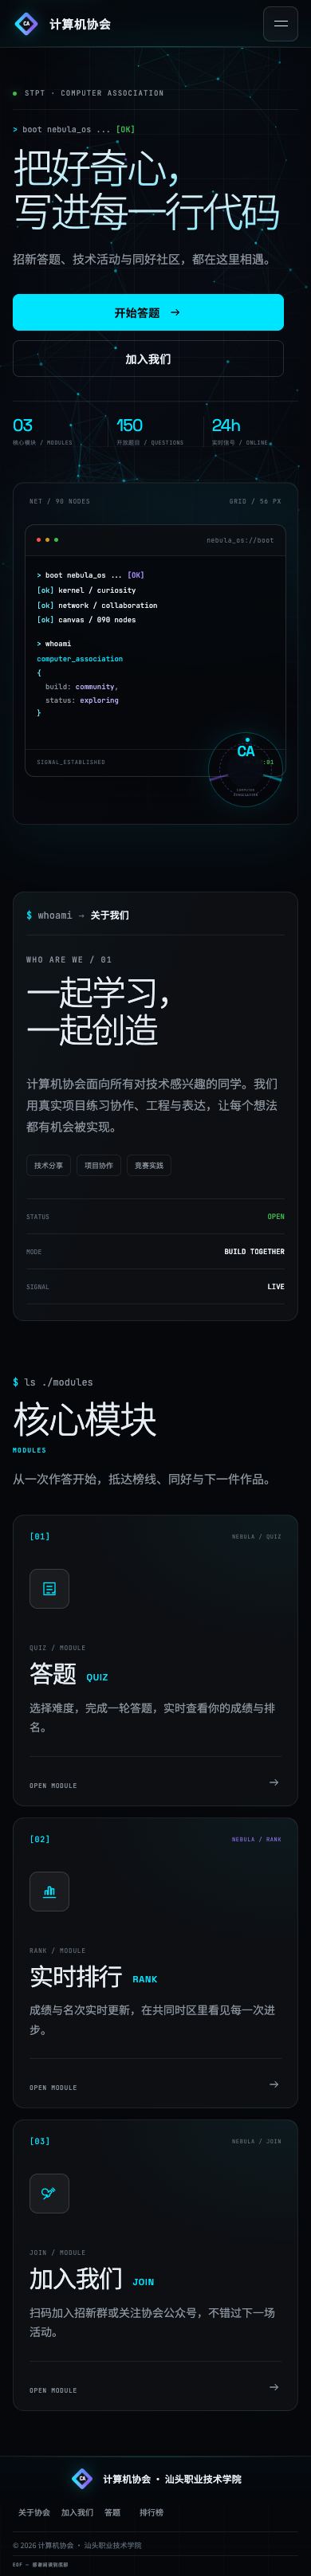 CA 计算机协会
STPT · COMPUTER ASSOCIATION
> boot nebula_os ... [OK]
把好奇心，
写进每一行代码
招新答题、技术活动与同好社区，都在这里相遇。
开始答题 →
加入我们
03 150 24h
核心模块 / MODULES 开放题目 / QUESTIONS 实时信号 / ONLINE
NET / 90 NODES GRID / 56 PX
nebula_os://boot
> boot nebula_os ... [OK]
[ok] kernel / curiosity
[ok] network / collaboration
[ok] canvas / 090 nodes
> whoami
computer_association
{
build: community,
status: exploring
}
CA
SIGNAL_ESTABLISHED
$ whoami → 关于我们
WHO ARE WE / 01
一起学习，
一起创造
计算机协会面向所有对技术感兴趣的同学。我们
用真实项目练习协作、工程与表达，让每个想法
都有机会被实现。
技术分享 项目协作 竞赛实践
STATUS OPEN
MODE BUILD TOGETHER
SIGNAL LIVE
$ ls ./modules
核心模块
MODULES
从一次作答开始，抵达榜线、同好与下一件作品。
[01] NEBULA / QUIZ
QUIZ / MODULE
答题 QUIZ
选择难度，完成一轮答题，实时查看你的成绩与排
名。
OPEN MODULE →
[02] NEBULA / RANK
RANK / MODULE
实时排行 RANK
成绩与名次实时更新，在共同时区里看见每一次进
步。
OPEN MODULE →
[03] NEBULA / JOIN
JOIN / MODULE
加入我们 JOIN
扫码加入招新群或关注协会公众号，不错过下一场
活动。
OPEN MODULE →
CA 计算机协会 · 汕头职业技术学院
关于协会 加入我们 答题 排行榜
© 2026 计算机协会 · 汕头职业技术学院